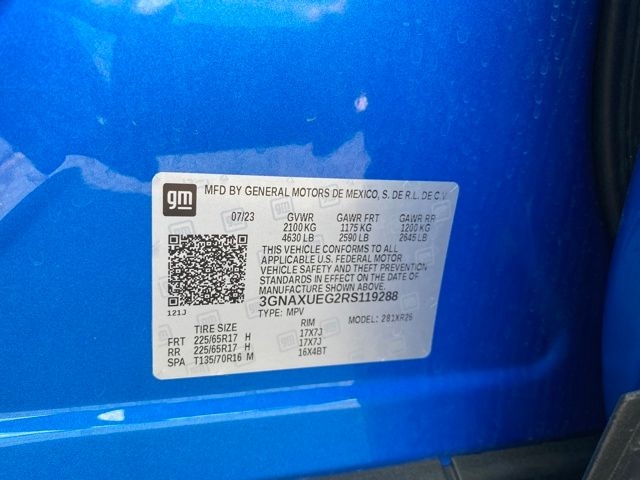 gm
MFD BY GENERAL MOTORS DE MEXICO, S. DE R.L. DE C.V.
07/23 GVWR GAWR FRT GAWR RR
2100 KG 1175 KG 1200 KG
4630 LB 2590 LB 2645 LB
THIS VEHICLE CONFORMS TO ALL
APPLICABLE U.S. FEDERAL MOTOR
VEHICLE SAFETY AND THEFT PREVENTION
STANDARDS IN EFFECT ON THE DATE OF
MANUFACTURE SHOWN ABOVE.
3GNAXUEG2RS119288
121J
TYPE: MPV MODEL: 281XR26
TIRE SIZE RIM
FRT 225/65R17 H 17X7J
RR 225/65R17 H 17X7J
SPA T135/70R16 M 16X4BT